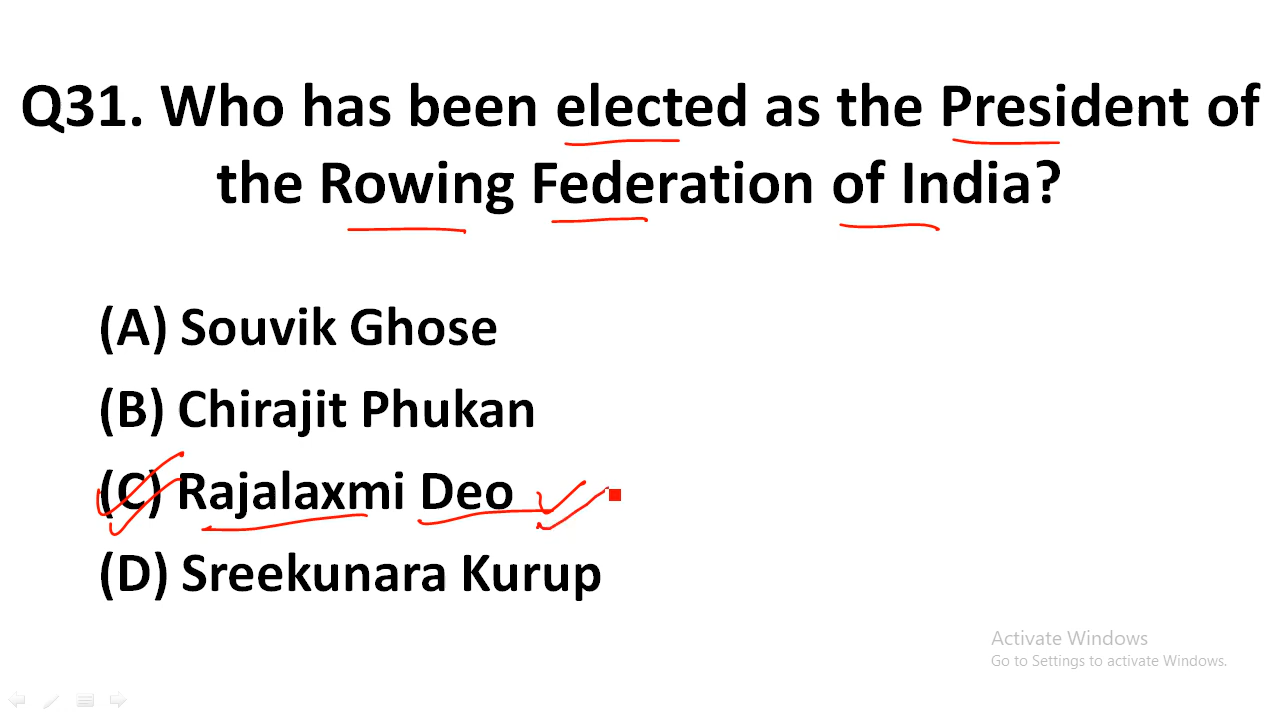 Q31. Who has been elected as the President of
the Rowing Federation of India?
(A) Souvik Ghose
(B) Chirajit Phukan
(C) Rajalaxmi Deo
(D) Sreekunara Kurup
Activate Windows
Go to Settings to activate Windows.